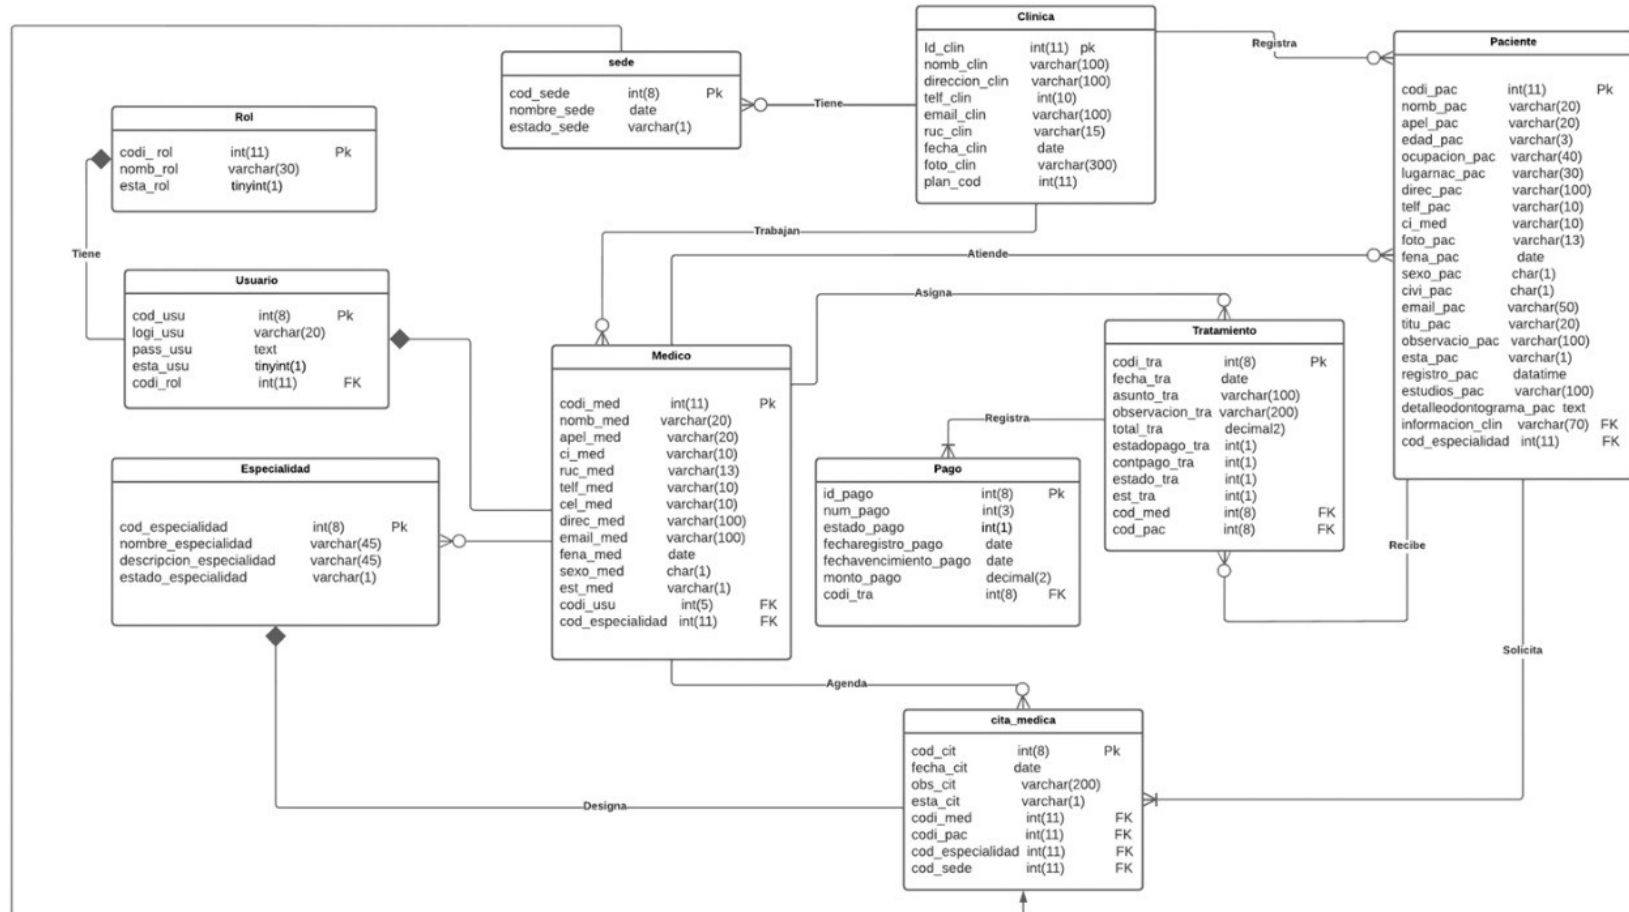 Clinica
Id_clin int(11) pk
nomb_clin varchar(100)
direccion_clin varchar(100)
telf_clin int(10)
email_clin varchar(100)
ruc_clin varchar(15)
fecha_clin date
foto_clin varchar(300)
plan_cod int(11)
Registra
Paciente
codi_pac int(11) Pk
nomb_pac varchar(20)
apel_pac varchar(20)
edad_pac varchar(3)
ocupacion_pac varchar(40)
lugarnac_pac varchar(30)
direc_pac varchar(100)
telf_pac varchar(10)
ci_med varchar(10)
foto_pac varchar(13)
fena_pac date
sexo_pac char(1)
civi_pac char(1)
email_pac varchar(50)
titu_pac varchar(20)
observacio_pac varchar(100)
esta_pac varchar(1)
registro_pac datatime
estudios_pac varchar(100)
detalleodontograma_pac text
informacion_clin varchar(70) FK
cod_especialidad int(11) FK
sede
cod_sede int(8) Pk
nombre_sede date
estado_sede varchar(1)
Tiene
Rol
codi_ rol int(11) Pk
nomb_rol varchar(30)
esta_rol tinyint(1)
Tiene
Usuario
cod_usu int(8) Pk
logi_usu varchar(20)
pass_usu text
esta_usu tinyint(1)
codi_rol int(11) FK
Trabajan
Atiende
Asigna
Medico
codi_med int(11) Pk
nomb_med varchar(20)
apel_med varchar(20)
ci_med varchar(10)
ruc_med varchar(13)
telf_med varchar(10)
cel_med varchar(10)
direc_med varchar(100)
email_med varchar(100)
fena_med date
sexo_med char(1)
est_med varchar(1)
codi_usu int(5) FK
cod_especialidad int(11) FK
Tratamiento
codi_tra int(8) Pk
fecha_tra date
asunto_tra varchar(100)
observacion_tra varchar(200)
total_tra decimal2)
estadopago_tra int(1)
contpago_tra int(1)
estado_tra int(1)
est_tra int(1)
cod_med int(8) FK
cod_pac int(8) FK
Registra
Pago
id_pago int(8) Pk
num_pago int(3)
estado_pago int(1)
fecharegistro_pago date
fechavencimiento_pago date
monto_pago decimal(2)
codi_tra int(8) FK
Especialidad
cod_especialidad int(8) Pk
nombre_especialidad varchar(45)
descripcion_especialidad varchar(45)
estado_especialidad varchar(1)
Recibe
Solicita
Agenda
cita_medica
cod_cit int(8) Pk
fecha_cit date
obs_cit varchar(200)
esta_cit varchar(1)
codi_med int(11) FK
codi_pac int(11) FK
cod_especialidad int(11) FK
cod_sede int(11) FK
Designa